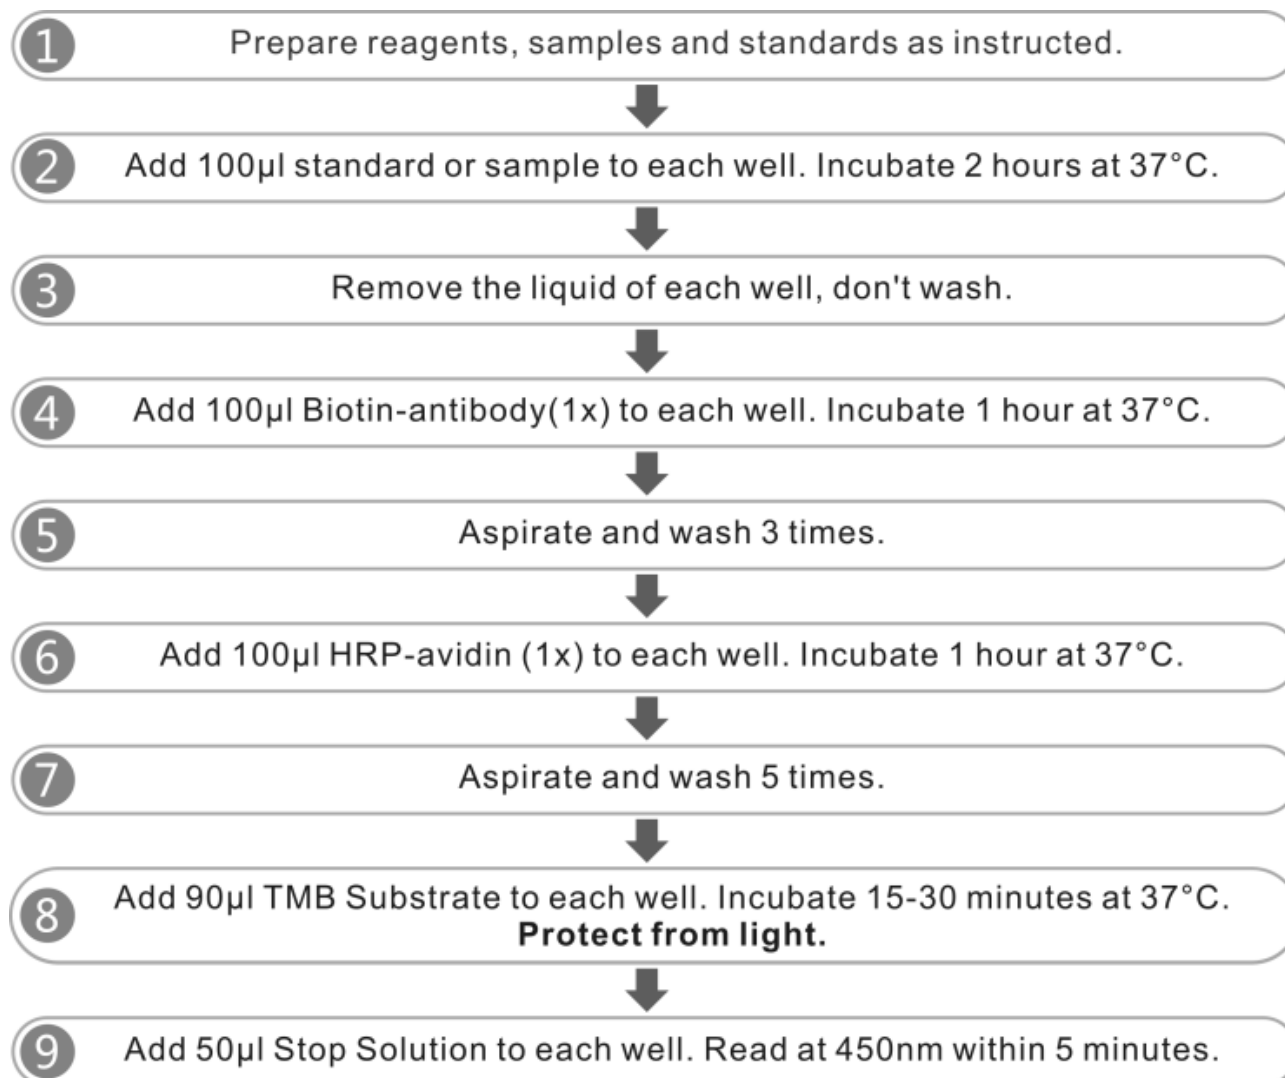 1 Prepare reagents, samples and standards as instructed.
2 Add 100µl standard or sample to each well. Incubate 2 hours at 37°C.
3 Remove the liquid of each well, don't wash.
4 Add 100µl Biotin-antibody(1x) to each well. Incubate 1 hour at 37°C.
5 Aspirate and wash 3 times.
6 Add 100µl HRP-avidin (1x) to each well. Incubate 1 hour at 37°C.
7 Aspirate and wash 5 times.
8 Add 90µl TMB Substrate to each well. Incubate 15-30 minutes at 37°C.
Protect from light.
9 Add 50µl Stop Solution to each well. Read at 450nm within 5 minutes.